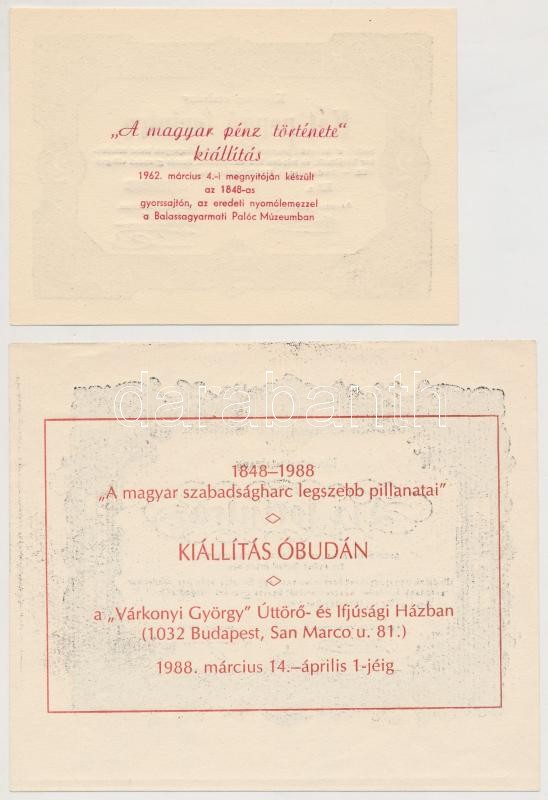 „A magyar pénz története“
kiállítás
1962. március 4.-i megnyitóján készült
az 1848-as
gyorssajtón, az eredeti nyomólemezzel
a Balassagyarmati Palóc Múzeumban
darabanth
1848–1988
„A magyar szabadságharc legszebb pillanatai”
KIÁLLÍTÁS ÓBUDÁN
a „Várkonyi György” Úttörő- és Ifjúsági Házban
(1032 Budapest, San Marco u. 81.)
1988. március 14.–április 1-jéig